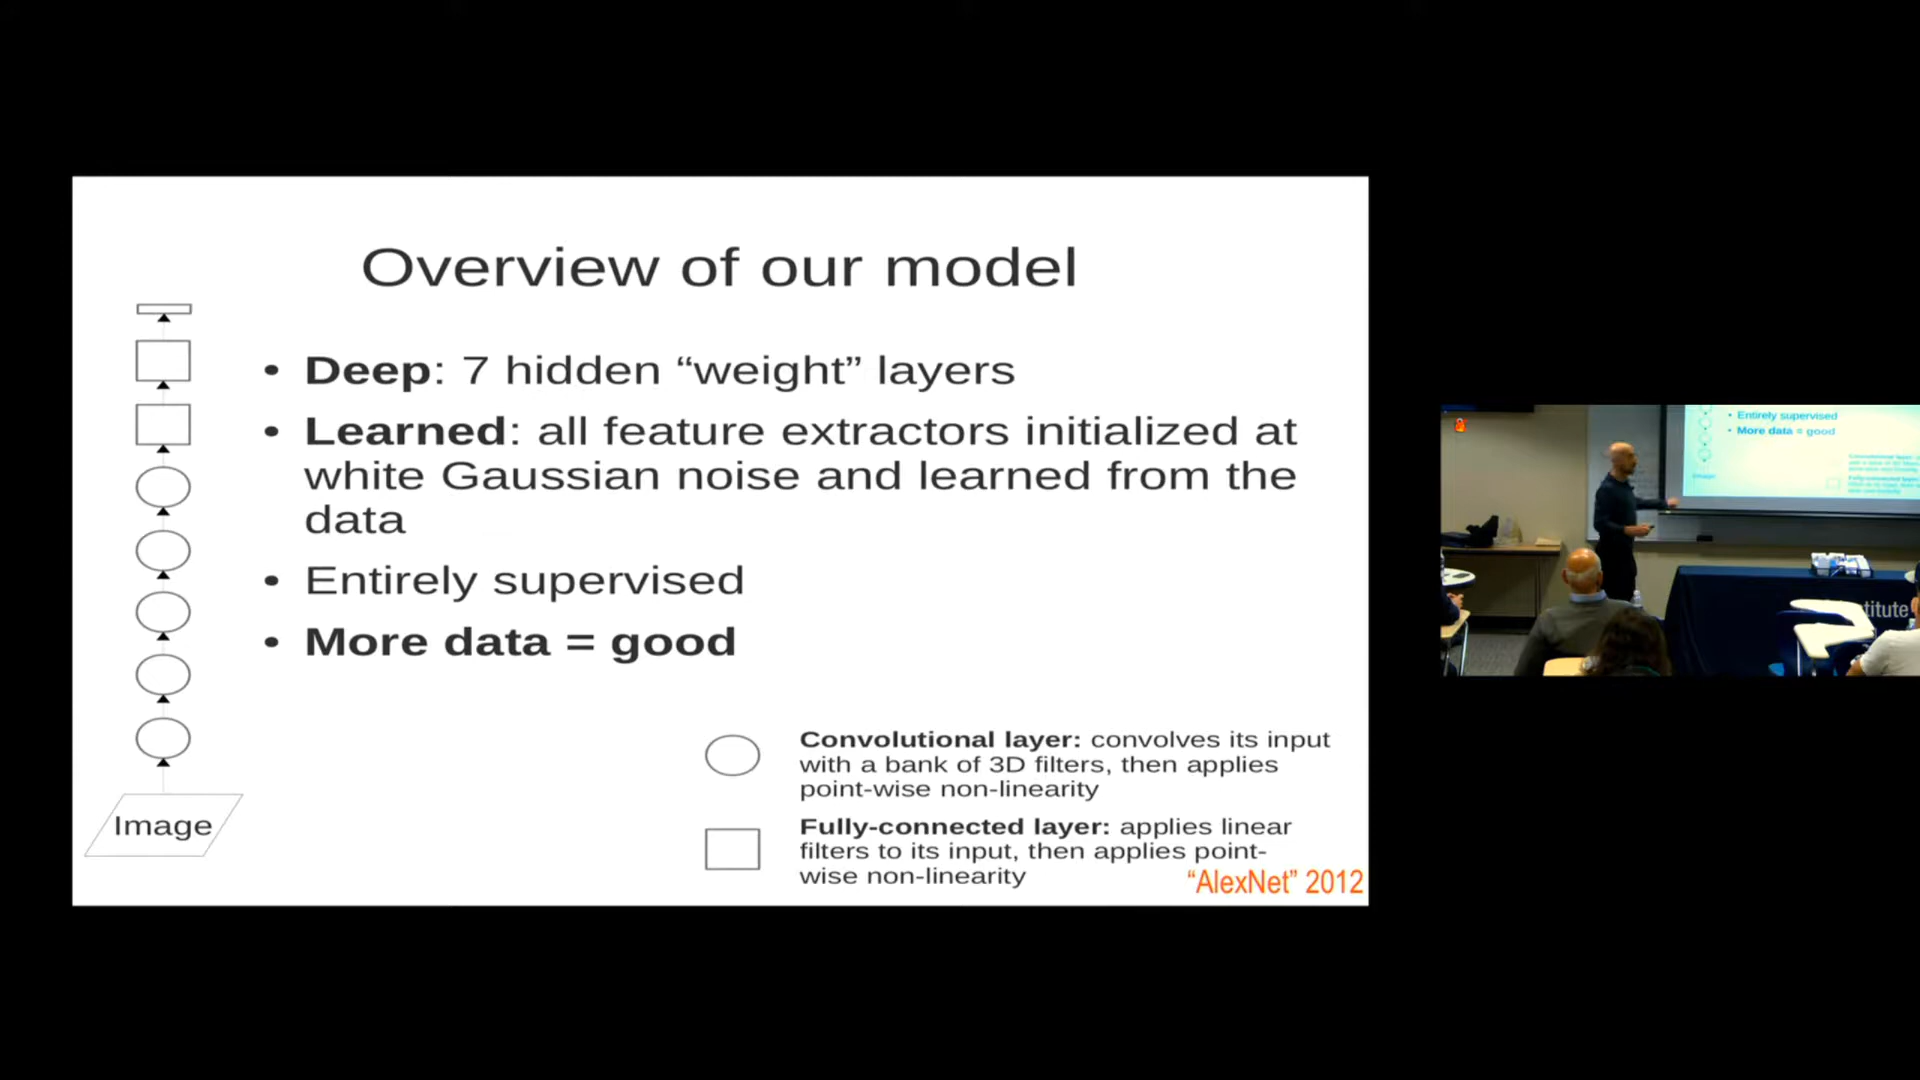 Overview of our model
• Deep: 7 hidden “weight” layers
• Learned: all feature extractors initialized at
white Gaussian noise and learned from the
data
• Entirely supervised
• More data = good
Image
Convolutional layer: convolves its input
with a bank of 3D filters, then applies
point-wise non-linearity
Fully-connected layer: applies linear
filters to its input, then applies point-
wise non-linearity
“AlexNet” 2012
• Entirely supervised
• More data = good
Image
titute